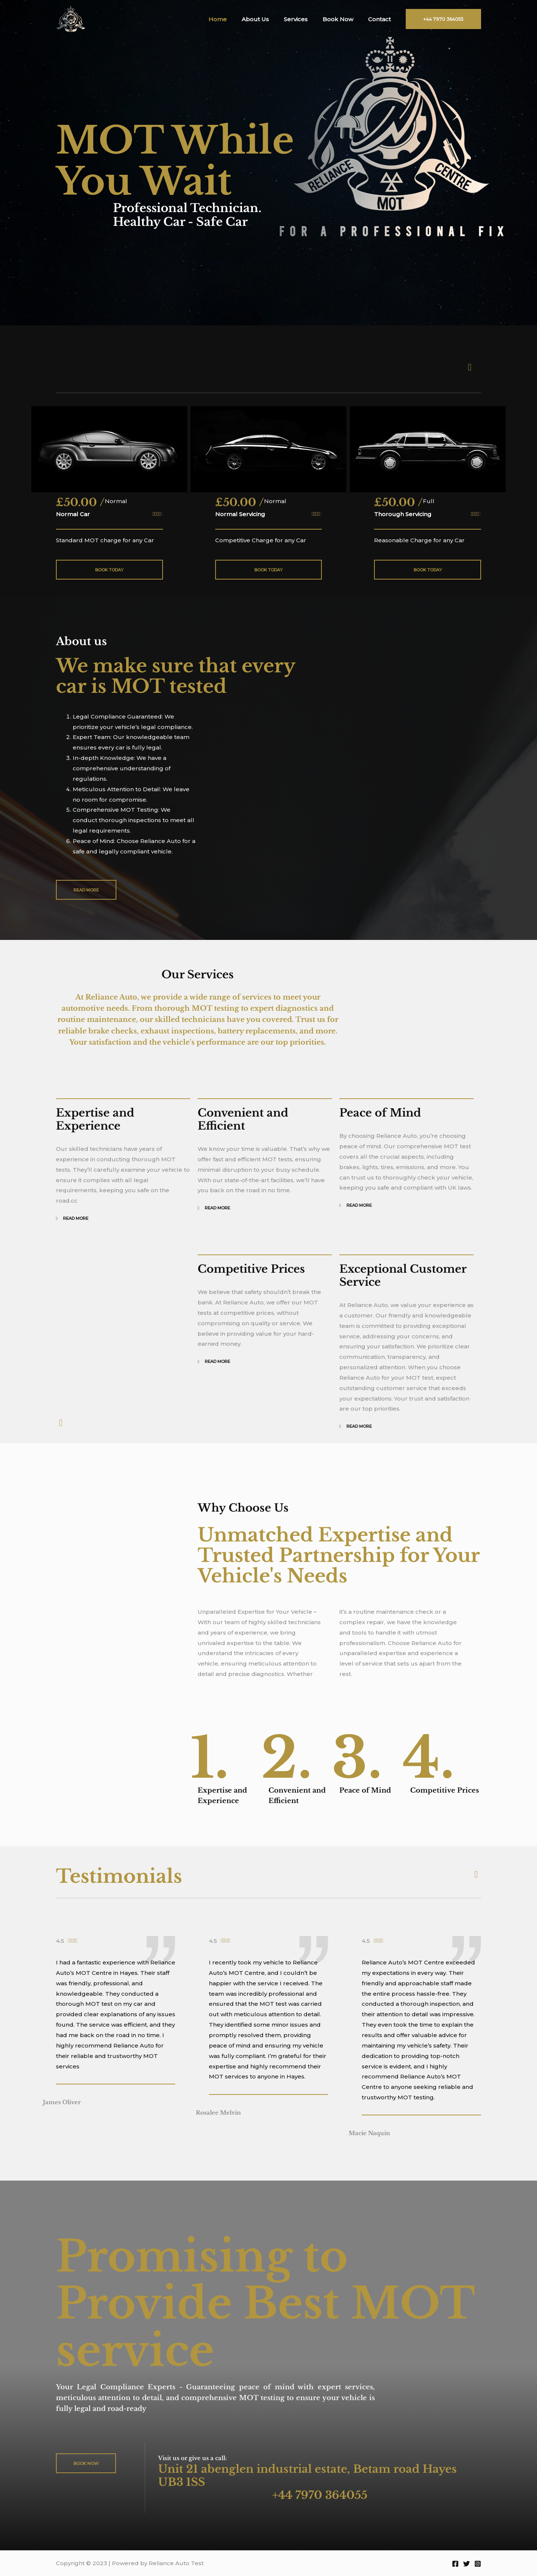 Home About Us Services Book Now Contact +44 7970 364055
RELIANCE CENTRE
MOT
FOR A PROFESSIONAL FIX
MOT While
You Wait
Professional Technician.
Healthy Car - Safe Car
£50.00 /Normal
Normal Car
Standard MOT charge for any Car
BOOK TODAY
£50.00 /Normal
Normal Servicing
Competitive Charge for any Car
BOOK TODAY
£50.00 /Full
Thorough Servicing
Reasonable Charge for any Car
BOOK TODAY
About us
We make sure that every
car is MOT tested
1. Legal Compliance Guaranteed: We
prioritize your vehicle's legal compliance.
2. Expert Team: Our knowledgeable team
ensures every car is fully legal.
3. In-depth Knowledge: We have a
comprehensive understanding of
regulations.
4. Meticulous Attention to Detail: We leave
no room for compromise.
5. Comprehensive MOT Testing: We
conduct thorough inspections to meet all
legal requirements.
6. Peace of Mind: Choose Reliance Auto for a
safe and legally compliant vehicle.
READ MORE
Our Services
At Reliance Auto, we provide a wide range of services to meet your
automotive needs. From thorough MOT testing to expert diagnostics and
routine maintenance, our skilled technicians have you covered. Trust us for
reliable brake checks, exhaust inspections, battery replacements, and more.
Your satisfaction and the vehicle's performance are our top priorities.
Expertise and
Experience
Our skilled technicians have years of
experience in conducting thorough MOT
tests. They'll carefully examine your vehicle to
ensure it complies with all legal
requirements, keeping you safe on the
road.cc
READ MORE
Convenient and
Efficient
We know your time is valuable. That's why we
offer fast and efficient MOT tests, ensuring
minimal disruption to your busy schedule.
With our state-of-the-art facilities, we'll have
you back on the road in no time.
READ MORE
Peace of Mind
By choosing Reliance Auto, you're choosing
peace of mind. Our comprehensive MOT test
covers all the crucial aspects, including
brakes, lights, tires, emissions, and more. You
can trust us to thoroughly check your vehicle,
keeping you safe and compliant with UK laws.
READ MORE
Competitive Prices
We believe that safety shouldn't break the
bank. At Reliance Auto, we offer our MOT
tests at competitive prices, without
compromising on quality or service. We
believe in providing value for your hard-
earned money.
READ MORE
Exceptional Customer
Service
At Reliance Auto, we value your experience as
a customer. Our friendly and knowledgeable
team is committed to providing exceptional
service, addressing your concerns, and
ensuring your satisfaction. We prioritize clear
communication, transparency, and
personalized attention. When you choose
Reliance Auto for your MOT test, expect
outstanding customer service that exceeds
your expectations. Your trust and satisfaction
are our top priorities.
READ MORE
Why Choose Us
Unmatched Expertise and
Trusted Partnership for Your
Vehicle's Needs
Unparalleled Expertise for Your Vehicle –
With our team of highly skilled technicians
and years of experience, we bring
unrivaled expertise to the table. We
understand the intricacies of every
vehicle, ensuring meticulous attention to
detail and precise diagnostics. Whether
it's a routine maintenance check or a
complex repair, we have the knowledge
and tools to handle it with utmost
professionalism. Choose Reliance Auto for
unparalleled expertise and experience a
level of service that sets us apart from the
rest.
1.
Expertise and
Experience
2.
Convenient and
Efficient
3.
Peace of Mind
4.
Competitive Prices
Testimonials
4.5
I had a fantastic experience with Reliance
Auto's MOT Centre in Hayes. Their staff
was friendly, professional, and
knowledgeable. They conducted a
thorough MOT test on my car and
provided clear explanations of any issues
found. The service was efficient, and they
had me back on the road in no time. I
highly recommend Reliance Auto for
their reliable and trustworthy MOT
services
James Oliver
4.5
I recently took my vehicle to Reliance
Auto's MOT Centre, and I couldn't be
happier with the service I received. The
team was incredibly professional and
ensured that the MOT test was carried
out with meticulous attention to detail.
They identified some minor issues and
promptly resolved them, providing
peace of mind and ensuring my vehicle
was fully compliant. I'm grateful for their
expertise and highly recommend their
MOT services to anyone in Hayes.
Rosalee Melvin
4.5
Reliance Auto's MOT Centre exceeded
my expectations in every way. Their
friendly and approachable staff made
the entire process hassle-free. They
conducted a thorough inspection, and
their attention to detail was impressive.
They even took the time to explain the
results and offer valuable advice for
maintaining my vehicle's safety. Their
dedication to providing top-notch
service is evident, and I highly
recommend Reliance Auto's MOT
Centre to anyone seeking reliable and
trustworthy MOT testing.
Macie Naquin
Promising to
Provide Best MOT
service
Your Legal Compliance Experts - Guaranteeing peace of mind with expert services,
meticulous attention to detail, and comprehensive MOT testing to ensure your vehicle is
fully legal and road-ready
BOOK NOW
Visit us or give us a call:
Unit 21 abenglen industrial estate, Betam road Hayes
UB3 1SS
+44 7970 364055
Copyright © 2023 | Powered by Reliance Auto Test